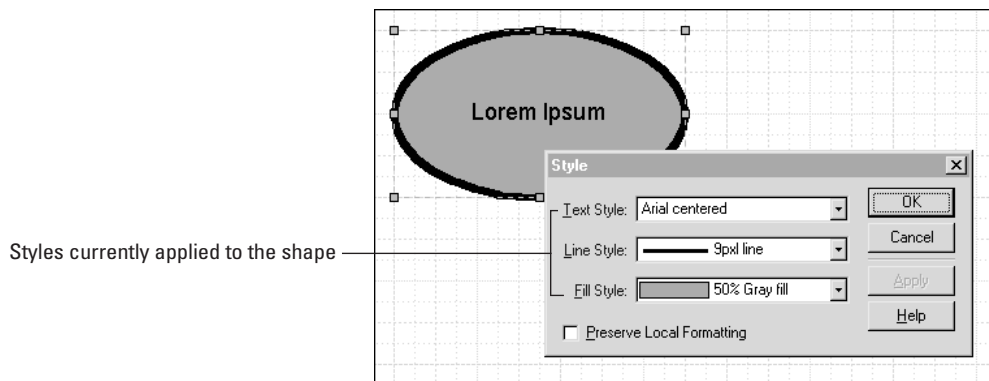 Lorem Ipsum
Style
Text Style: Arial centered
OK
Styles currently applied to the shape
Line Style: 9pxl line
Cancel
Fill Style: 50% Gray fill
Apply
Help
Preserve Local Formatting